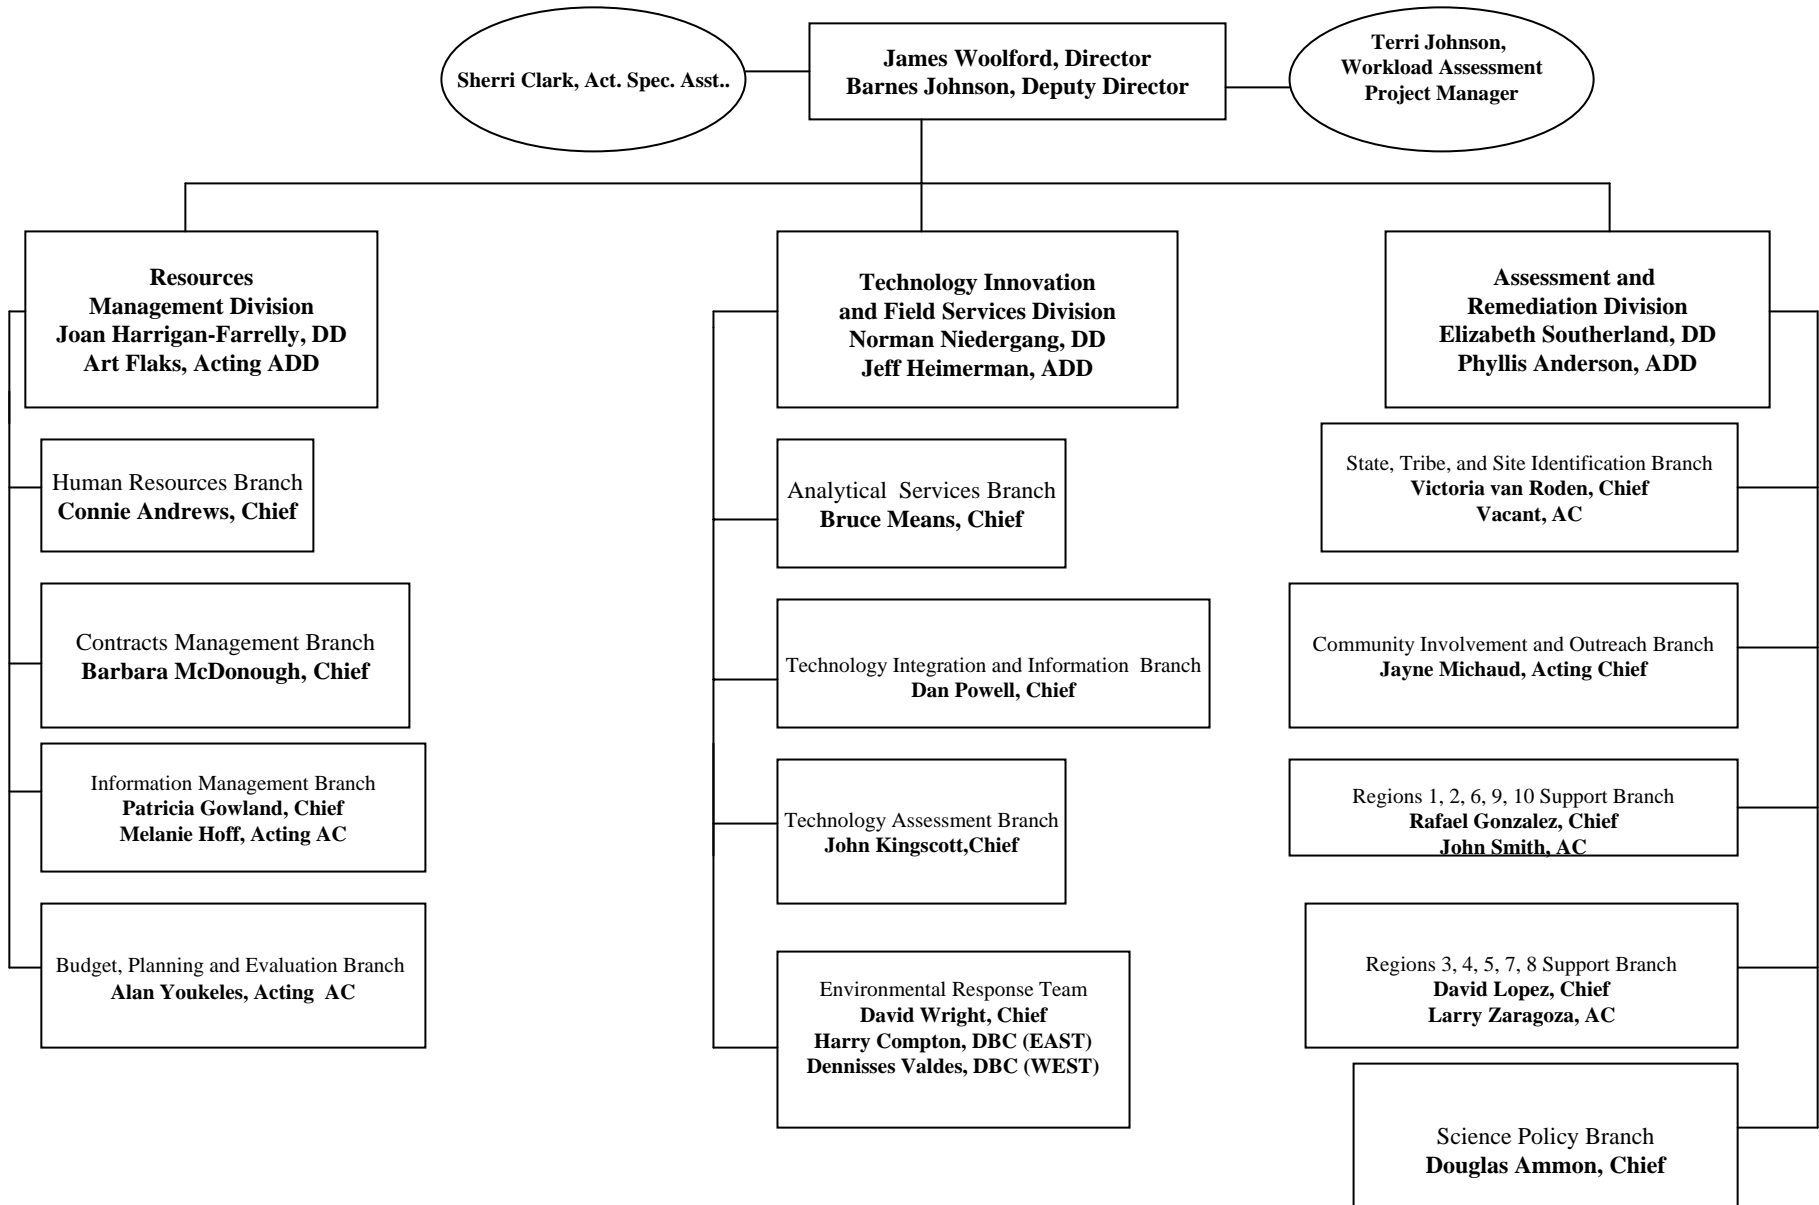 Sherri Clark, Act. Spec. Asst..
James Woolford, Director
Barnes Johnson, Deputy Director
Terri Johnson,
Workload Assessment
Project Manager
Resources
Management Division
Joan Harrigan-Farrelly, DD
Art Flaks, Acting ADD
Human Resources Branch
Connie Andrews, Chief
Contracts Management Branch
Barbara McDonough, Chief
Information Management Branch
Patricia Gowland, Chief
Melanie Hoff, Acting AC
Budget, Planning and Evaluation Branch
Alan Youkeles, Acting AC
Technology Innovation
and Field Services Division
Norman Niedergang, DD
Jeff Heimerman, ADD
Analytical Services Branch
Bruce Means, Chief
Technology Integration and Information Branch
Dan Powell, Chief
Technology Assessment Branch
John Kingscott,Chief
Environmental Response Team
David Wright, Chief
Harry Compton, DBC (EAST)
Dennisses Valdes, DBC (WEST)
Assessment and
Remediation Division
Elizabeth Southerland, DD
Phyllis Anderson, ADD
State, Tribe, and Site Identification Branch
Victoria van Roden, Chief
Vacant, AC
Community Involvement and Outreach Branch
Jayne Michaud, Acting Chief
Regions 1, 2, 6, 9, 10 Support Branch
Rafael Gonzalez, Chief
John Smith, AC
Regions 3, 4, 5, 7, 8 Support Branch
David Lopez, Chief
Larry Zaragoza, AC
Science Policy Branch
Douglas Ammon, Chief